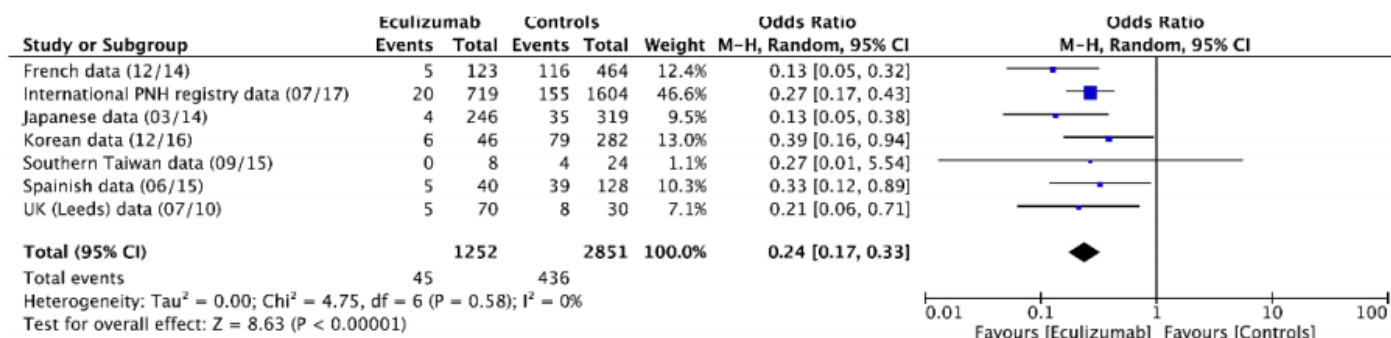 Eculizumab Controls Odds Ratio Odds Ratio
Study or Subgroup Events Total Events Total Weight M-H, Random, 95% CI M-H, Random, 95% CI
French data (12/14) 5 123 116 464 12.4% 0.13 [0.05, 0.32]
International PNH registry data (07/17) 20 719 155 1604 46.6% 0.27 [0.17, 0.43]
Japanese data (03/14) 4 246 35 319 9.5% 0.13 [0.05, 0.38]
Korean data (12/16) 6 46 79 282 13.0% 0.39 [0.16, 0.94]
Southern Taiwan data (09/15) 0 8 4 24 1.1% 0.27 [0.01, 5.54]
Spainish data (06/15) 5 40 39 128 10.3% 0.33 [0.12, 0.89]
UK (Leeds) data (07/10) 5 70 8 30 7.1% 0.21 [0.06, 0.71]
Total (95% CI) 1252 2851 100.0% 0.24 [0.17, 0.33]
Total events 45 436
Heterogeneity: Tau² = 0.00; Chi² = 4.75, df = 6 (P = 0.58); I² = 0%
Test for overall effect: Z = 8.63 (P < 0.00001)
0.01 0.1 1 10 100
Favours [Eculizumab] Favours [Controls]